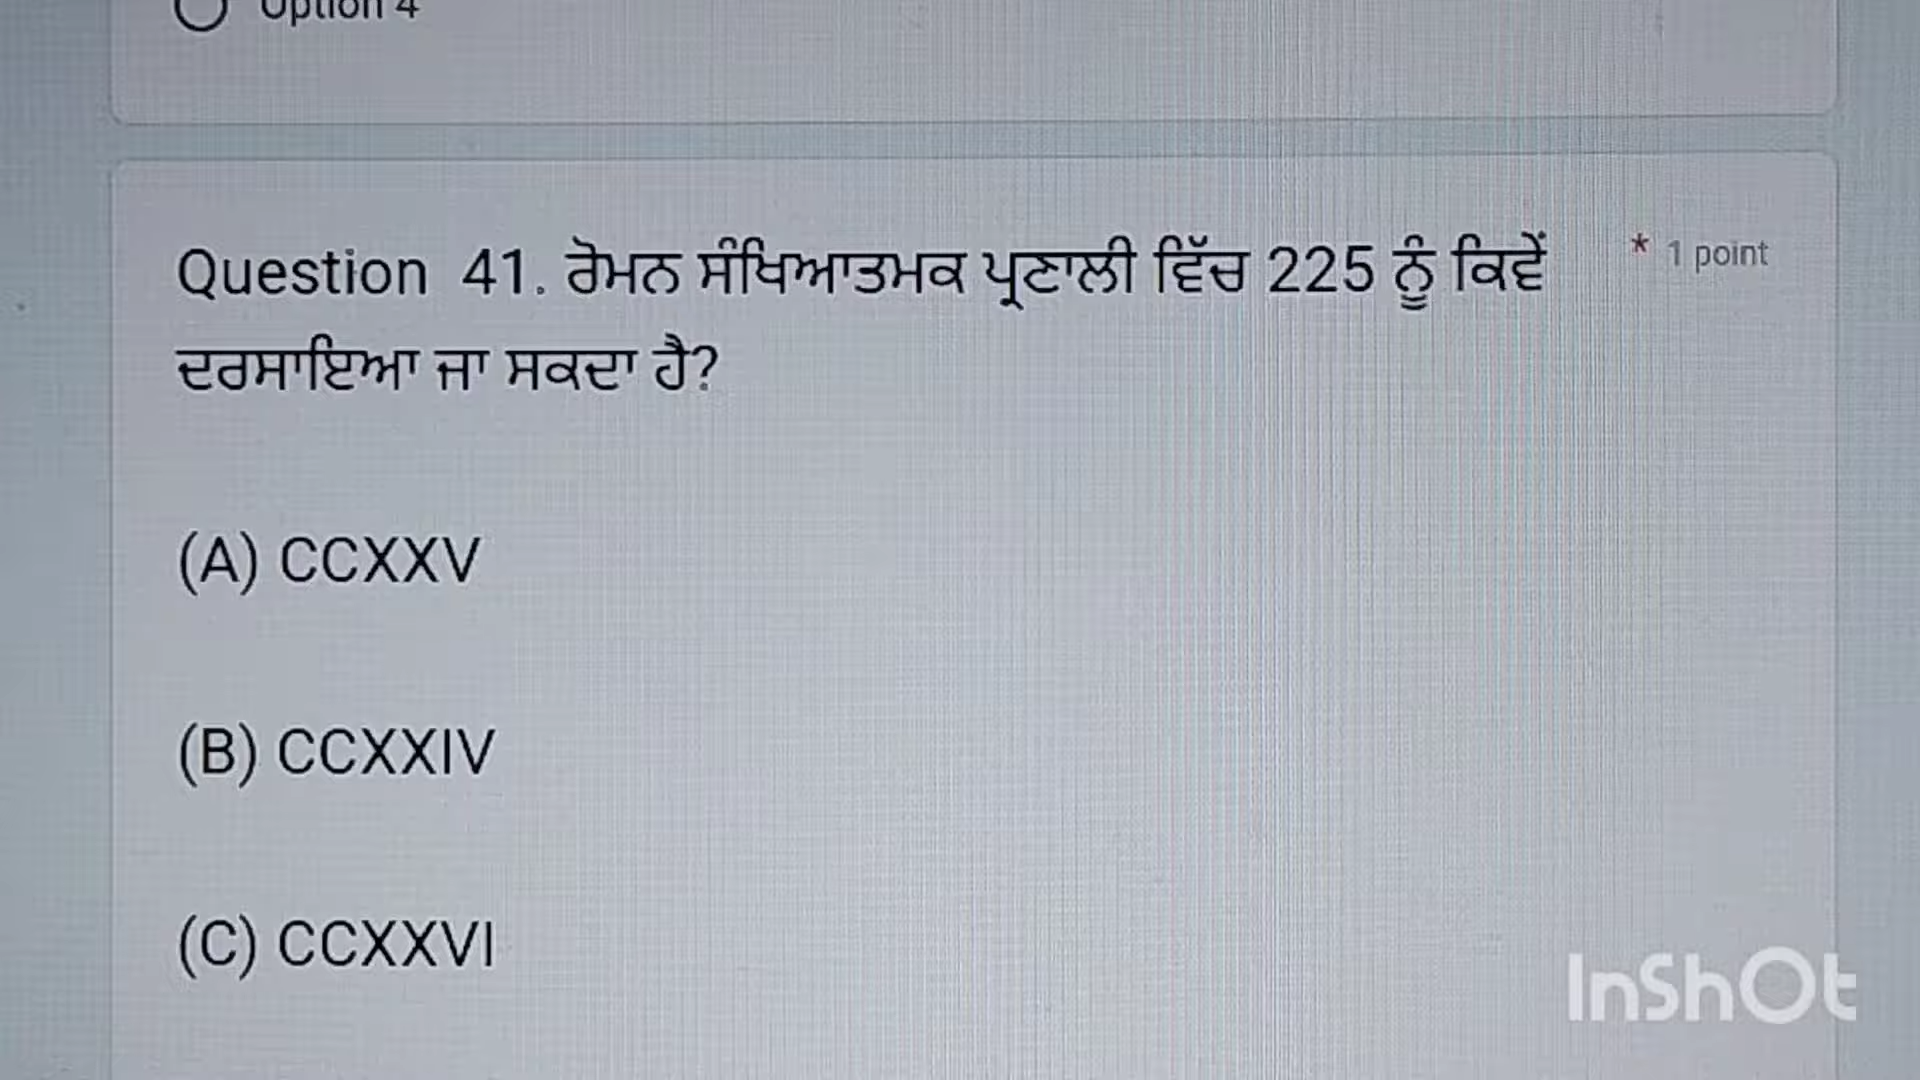 Option 4
Question 41. ਰੋਮਨ ਸੰਖਿਆਤਮਕ ਪ੍ਰਣਾਲੀ ਵਿੱਚ 225 ਨੂੰ ਕਿਵੇਂ * 1 point
ਦਰਸਾਇਆ ਜਾ ਸਕਦਾ ਹੈ?
(A) CCXXV
(B) CCXXIV
(C) CCXXVI
InShOt